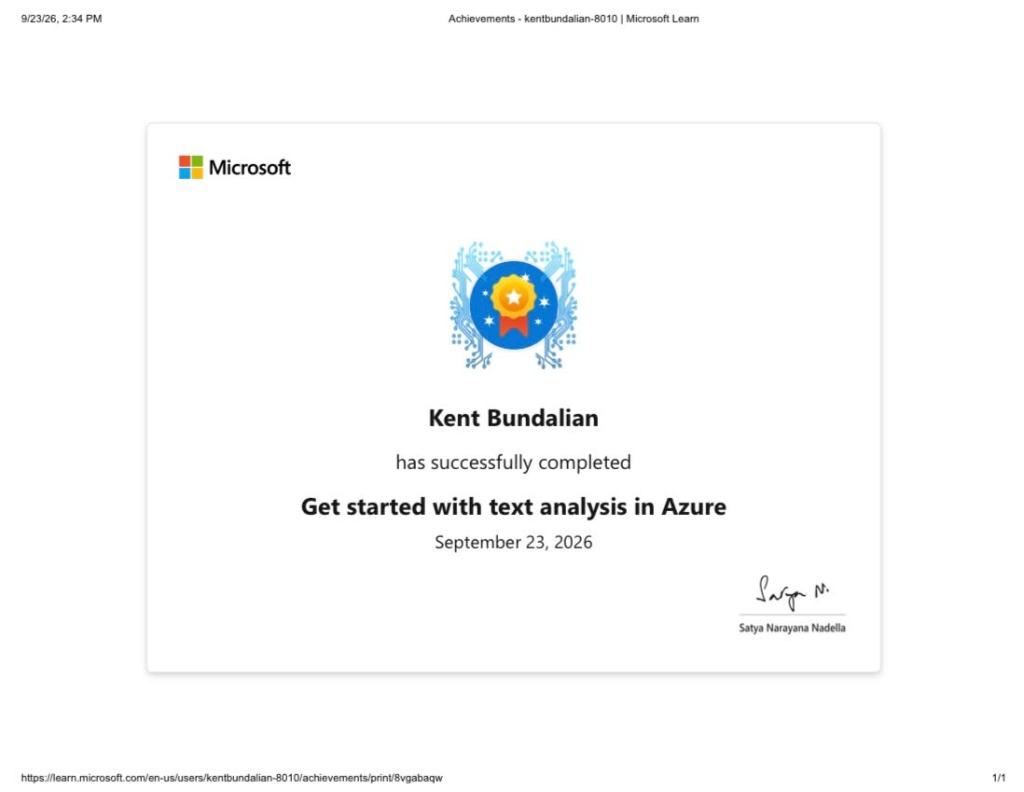 9/23/26, 2:34 PM
Achievements - kentbundalian-8010 | Microsoft Learn
Microsoft
Kent Bundalian
has successfully completed
Get started with text analysis in Azure
September 23, 2026
Satya N.
Satya Narayana Nadella
https://learn.microsoft.com/en-us/users/kentbundalian-8010/achievements/print/8vgabaqw
1/1